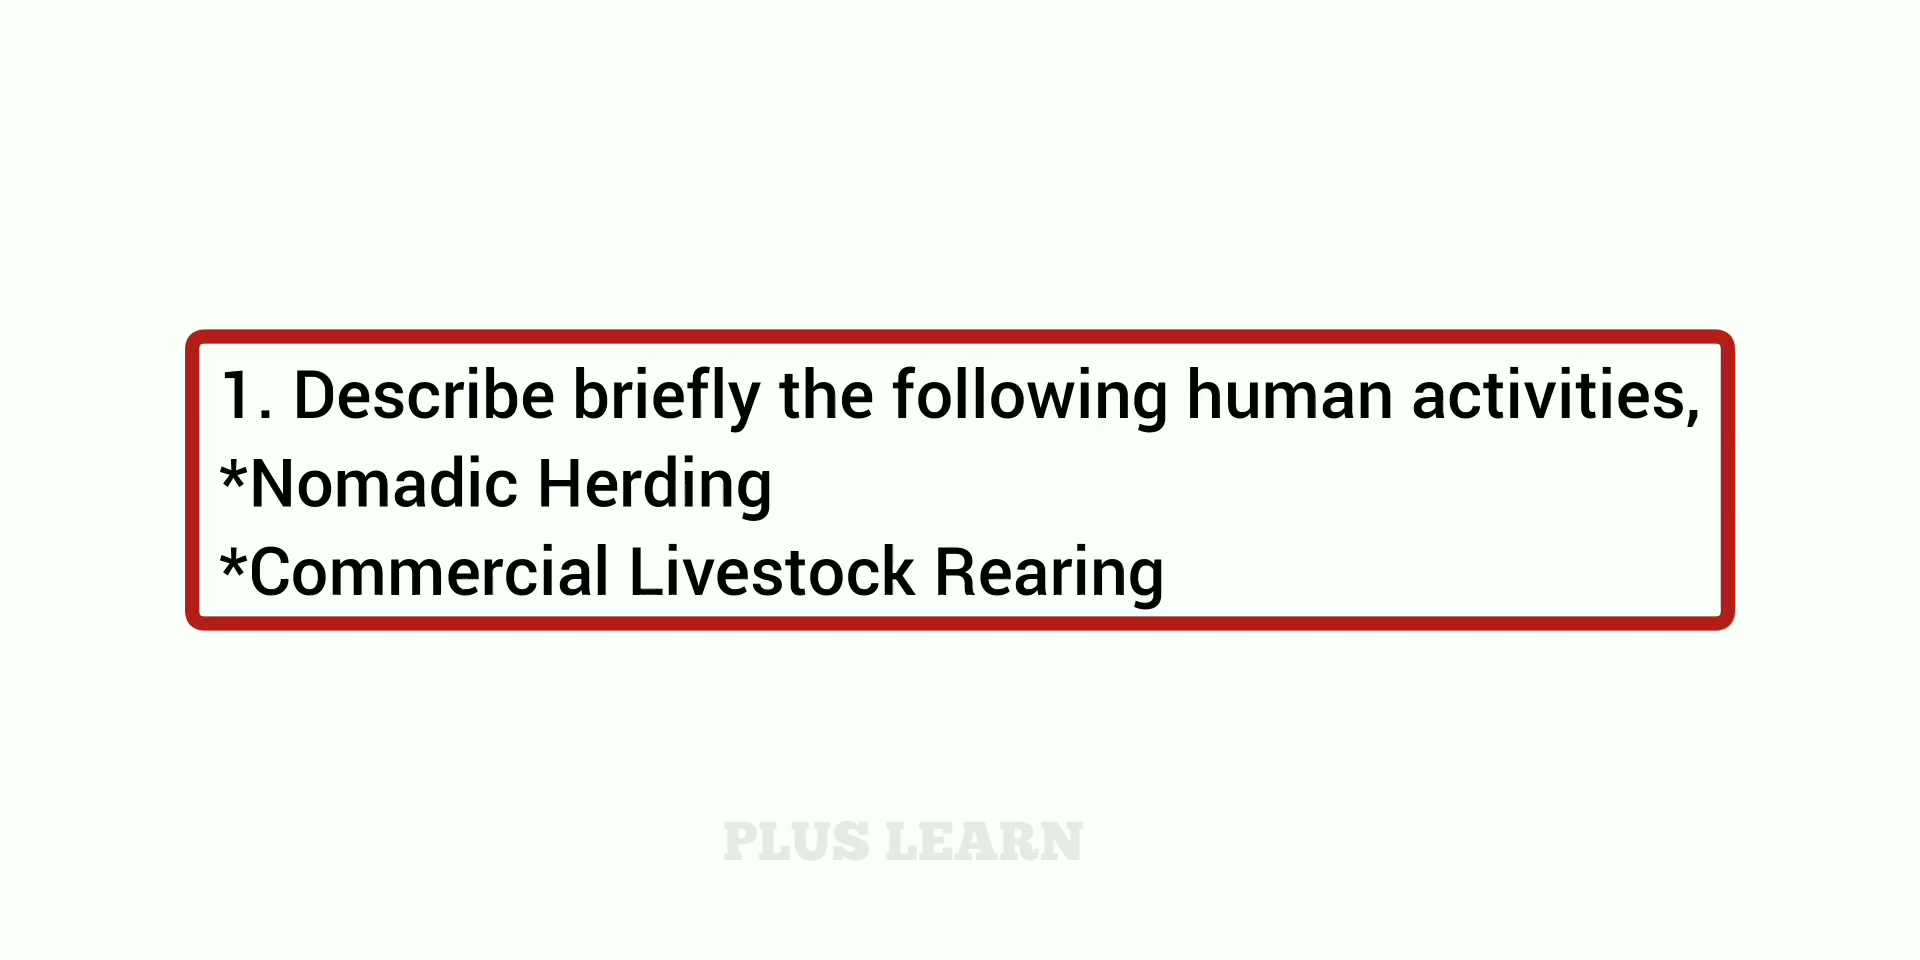 1. Describe briefly the following human activities,
*Nomadic Herding
*Commercial Livestock Rearing
PLUS LEARN